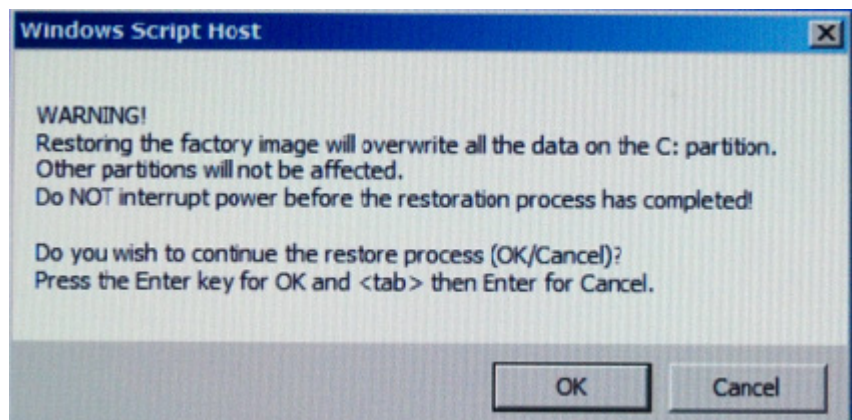 Windows Script Host
WARNING!
Restoring the factory image will overwrite all the data on the C: partition.
Other partitions will not be affected.
Do NOT interrupt power before the restoration process has completed!
Do you wish to continue the restore process (OK/Cancel)?
Press the Enter key for OK and <tab> then Enter for Cancel.
OK Cancel